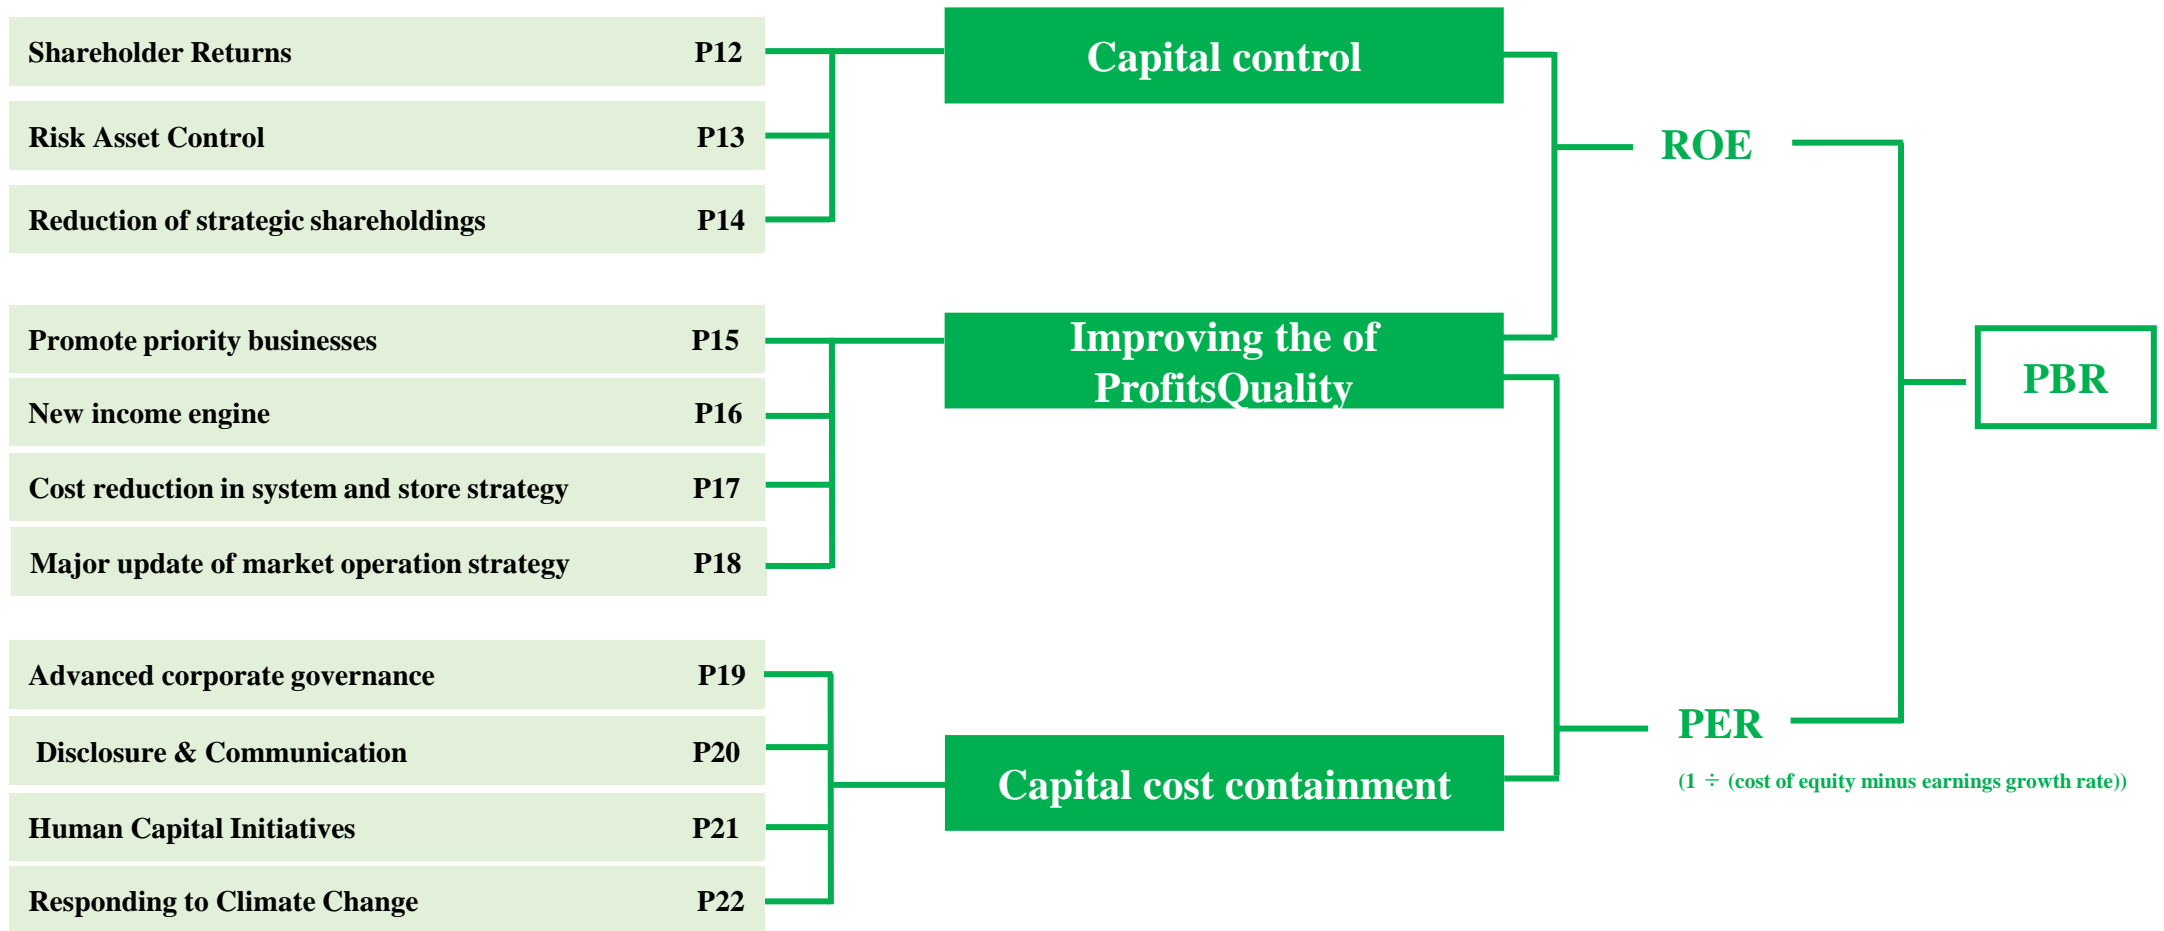 Shareholder Returns P12
Risk Asset Control P13
Reduction of strategic shareholdings P14
Promote priority businesses P15
New income engine P16
Cost reduction in system and store strategy P17
Major update of market operation strategy P18
Advanced corporate governance P19
Disclosure & Communication P20
Human Capital Initiatives P21
Responding to Climate Change P22
Capital control
Improving the of
ProfitsQuality
Capital cost containment
ROE
PER
(1 ÷ (cost of equity minus earnings growth rate))
PBR